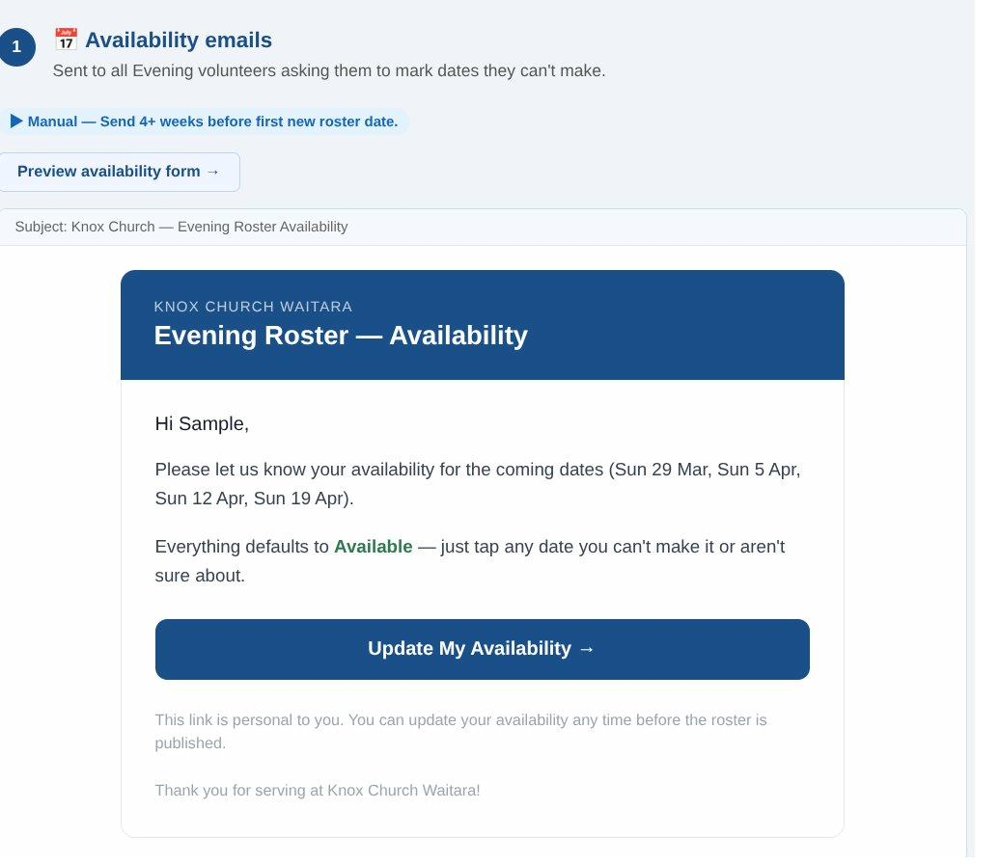 1
📅 Availability emails
Sent to all Evening volunteers asking them to mark dates they can't make.
▶ Manual — Send 4+ weeks before first new roster date.
Preview availability form →
Subject: Knox Church — Evening Roster Availability
KNOX CHURCH WAITARA
Evening Roster — Availability
Hi Sample,
Please let us know your availability for the coming dates (Sun 29 Mar, Sun 5 Apr,
Sun 12 Apr, Sun 19 Apr).
Everything defaults to Available — just tap any date you can't make it or aren't
sure about.
Update My Availability →
This link is personal to you. You can update your availability any time before the roster is
published.
Thank you for serving at Knox Church Waitara!